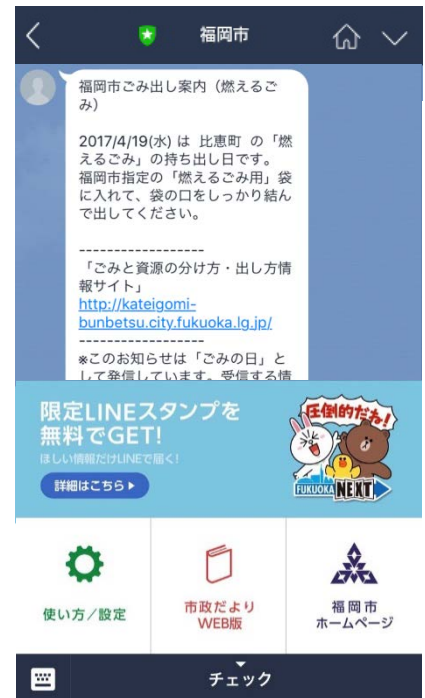 福岡市
福岡市ごみ出し案内（燃えるご
み）
2017/4/19(水) は 比恵町 の「燃
えるごみ」の持ち出し日です。
福岡市指定の「燃えるごみ用」袋
に入れて、袋の口をしっかり結ん
で出してください。
------------------
「ごみと資源の分け方・出し方情
報サイト」
http://kateigomi-
bunbetsu.city.fukuoka.lg.jp/
------------------
※このお知らせは「ごみの日」と
して発信しています。受信する情
限定LINEスタンプを
無料でGET!
ほしい情報だけLINEで届く!
詳細はこちら▶
圧倒的だね!
FUKUOKA NEXT
使い方/設定
市政だより
WEB版
福岡市
ホームページ
チェック